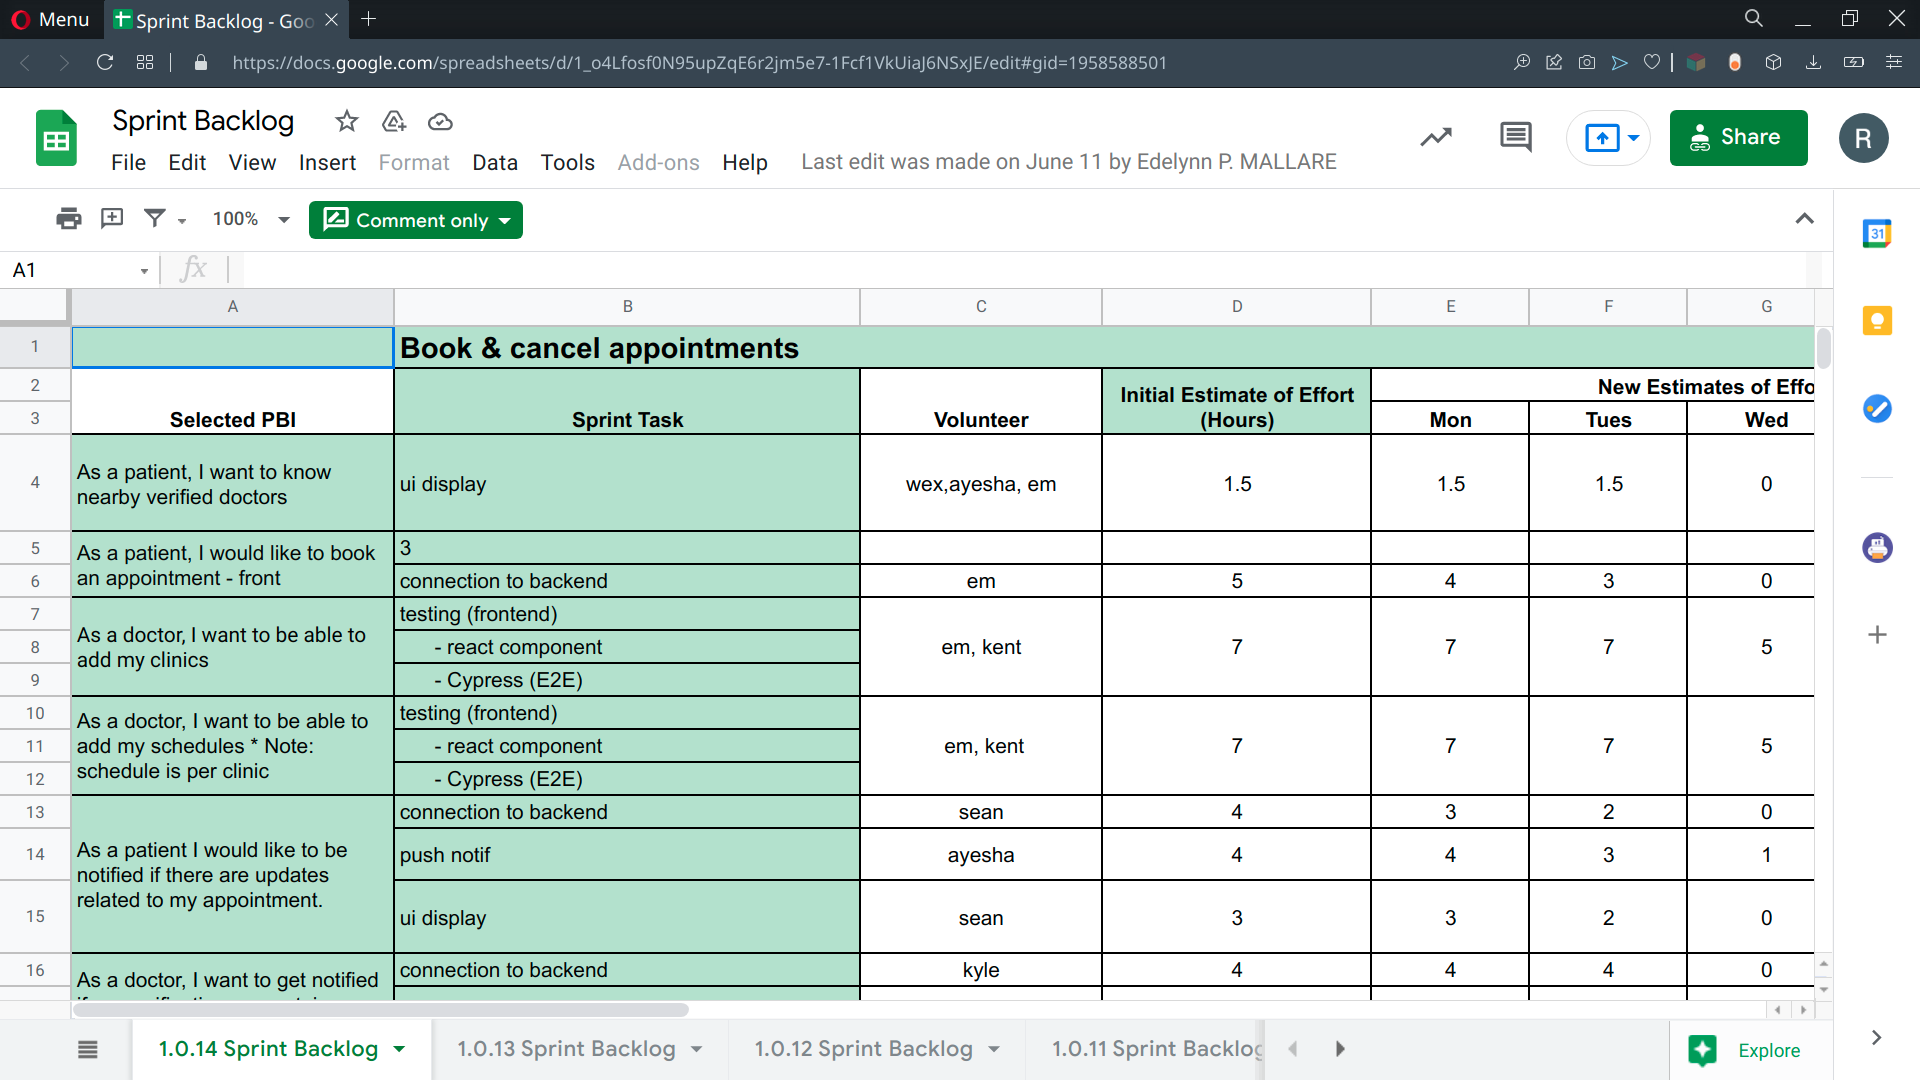 Menu
Sprint Backlog - Goo
https://docs.google.com/spreadsheets/d/1_o4Lfosf0N95upZqE6r2jm5e7-1Fcf1VkUiaJ6NSxJE/edit#gid=1958588501
Sprint Backlog
File Edit View Insert Format Data Tools Add-ons Help Last edit was made on June 11 by Edelynn P. MALLARE
Share
R
100%
Comment only
31
A1
fx
A B C D E F G
1 Book & cancel appointments
2 Initial Estimate of Effort New Estimates of Effo
3 Selected PBI Sprint Task Volunteer (Hours) Mon Tues Wed
As a patient, I want to know
4 ui display wex,ayesha, em 1.5 1.5 1.5 0
nearby verified doctors
5 As a patient, I would like to book 3
6 an appointment - front connection to backend em 5 4 3 0
7 testing (frontend)
As a doctor, I want to be able to
8 - react component em, kent 7 7 7 5
add my clinics
9 - Cypress (E2E)
10 As a doctor, I want to be able to testing (frontend)
11 add my schedules * Note: - react component em, kent 7 7 7 5
12 schedule is per clinic - Cypress (E2E)
13 connection to backend sean 4 3 2 0
14 As a patient I would like to be push notif ayesha 4 4 3 1
notified if there are updates
related to my appointment.
15 ui display sean 3 3 2 0
16 As a doctor, I want to get notified connection to backend kyle 4 4 4 0
1.0.14 Sprint Backlog 1.0.13 Sprint Backlog 1.0.12 Sprint Backlog 1.0.11 Sprint Backlog
Explore